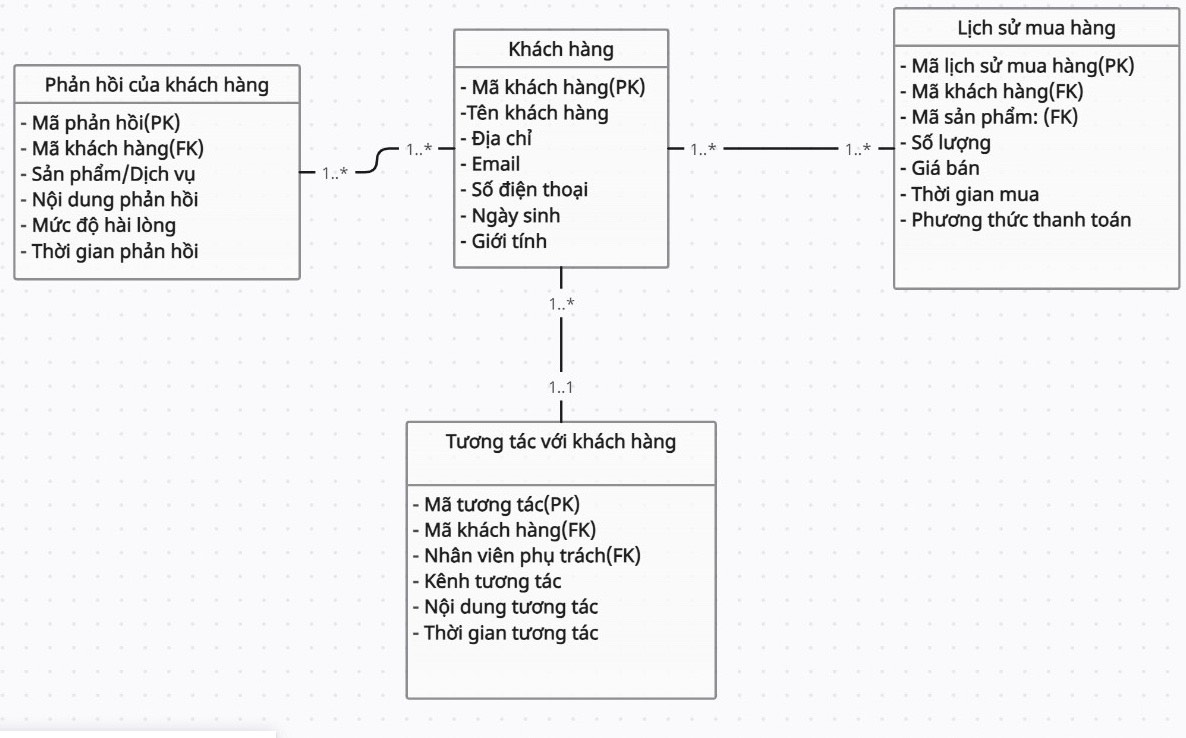 Phản hồi của khách hàng
- Mã phản hồi(PK)
- Mã khách hàng(FK)
- Sản phẩm/Dịch vụ
- Nội dung phản hồi
- Mức độ hài lòng
- Thời gian phản hồi
1..*
1..*
Khách hàng
- Mã khách hàng(PK)
-Tên khách hàng
- Địa chỉ
- Email
- Số điện thoại
- Ngày sinh
- Giới tính
1..*
1..*
Lịch sử mua hàng
- Mã lịch sử mua hàng(PK)
- Mã khách hàng(FK)
- Mã sản phẩm: (FK)
- Số lượng
- Giá bán
- Thời gian mua
- Phương thức thanh toán
1..*
1..1
Tương tác với khách hàng
- Mã tương tác(PK)
- Mã khách hàng(FK)
- Nhân viên phụ trách(FK)
- Kênh tương tác
- Nội dung tương tác
- Thời gian tương tác